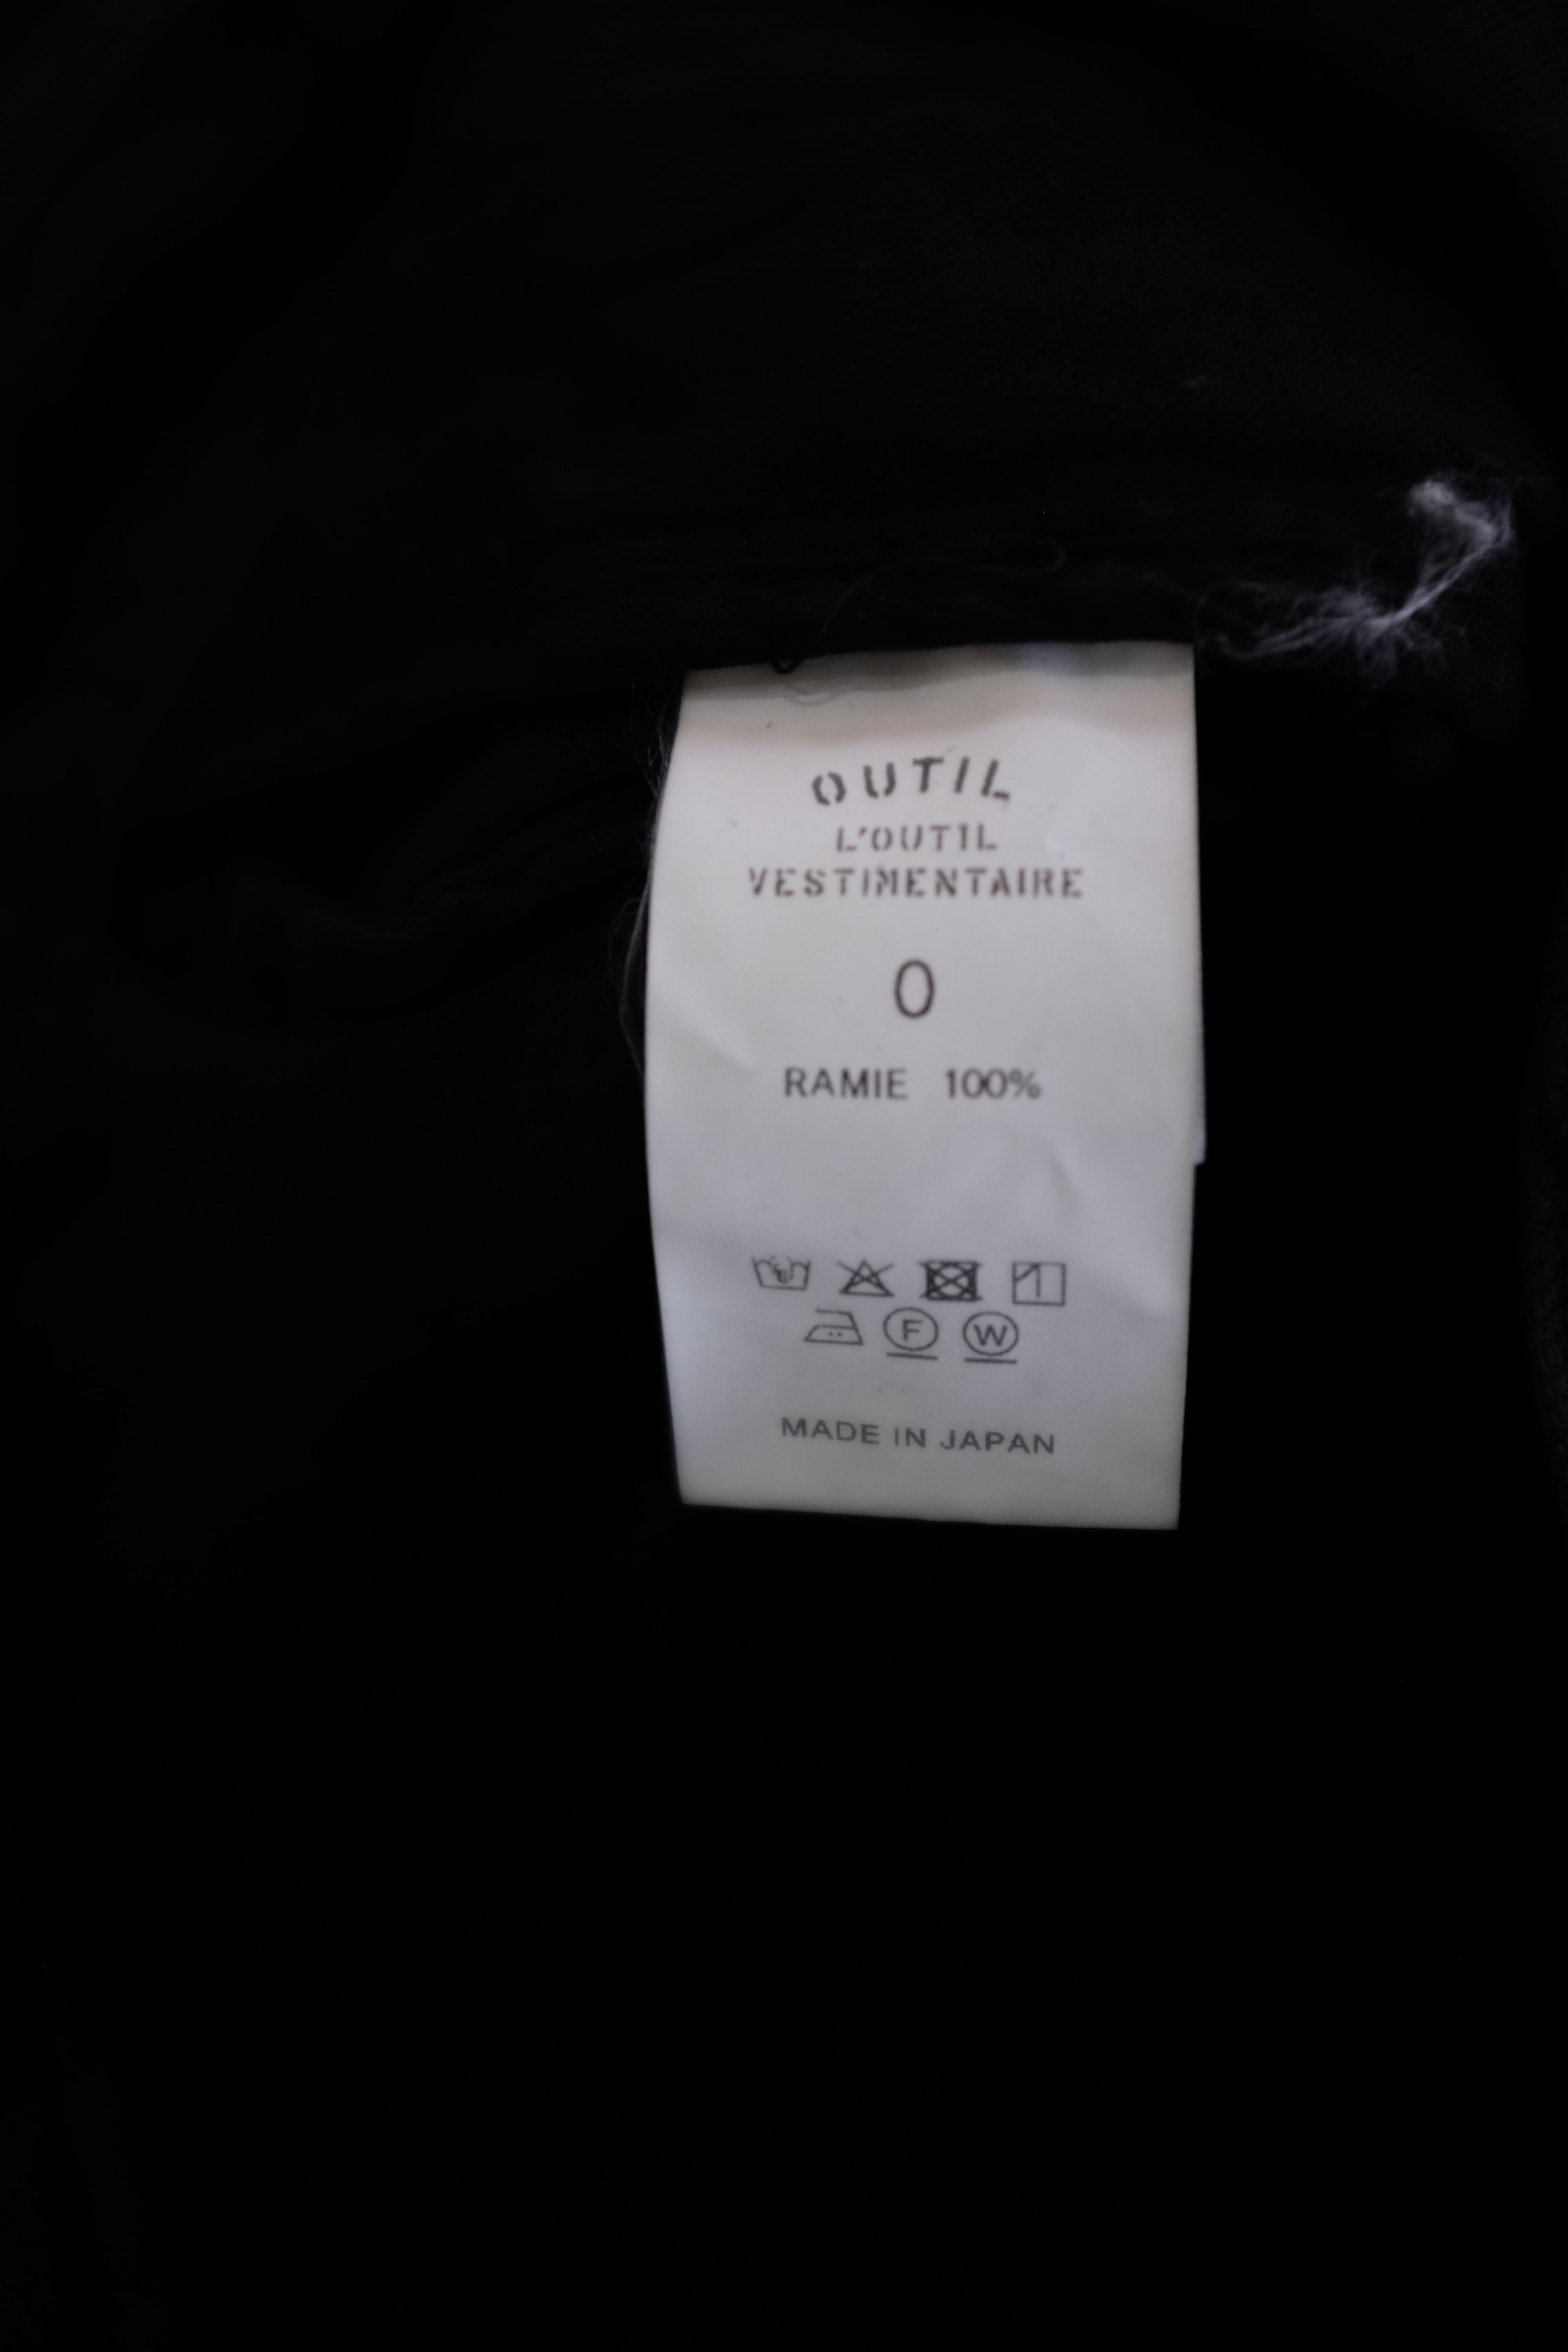 OUTIL
L'OUTIL
VESTIMENTAIRE
0
RAMIE 100%
F W
MADE IN JAPAN